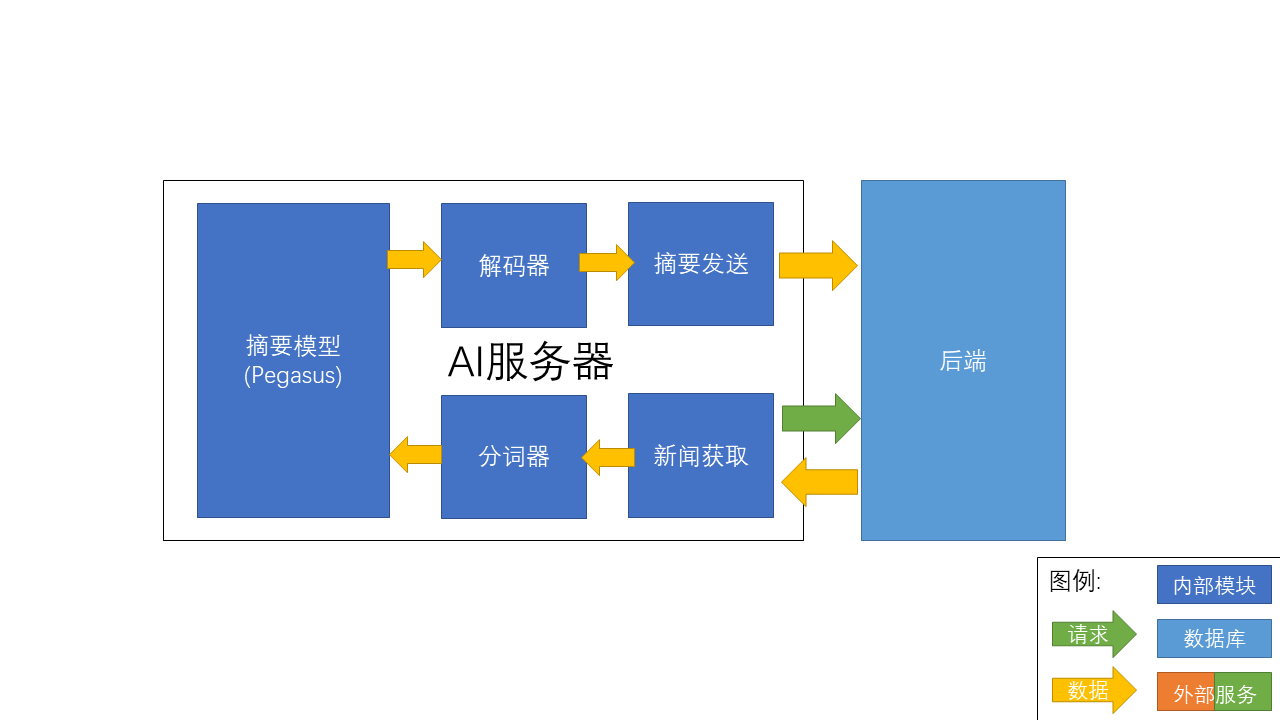 解码器
摘要发送
摘要模型
(Pegasus)
AI服务器
后端
分词器
新闻获取
图例:
内部模块
请求
数据库
数据
外部服务